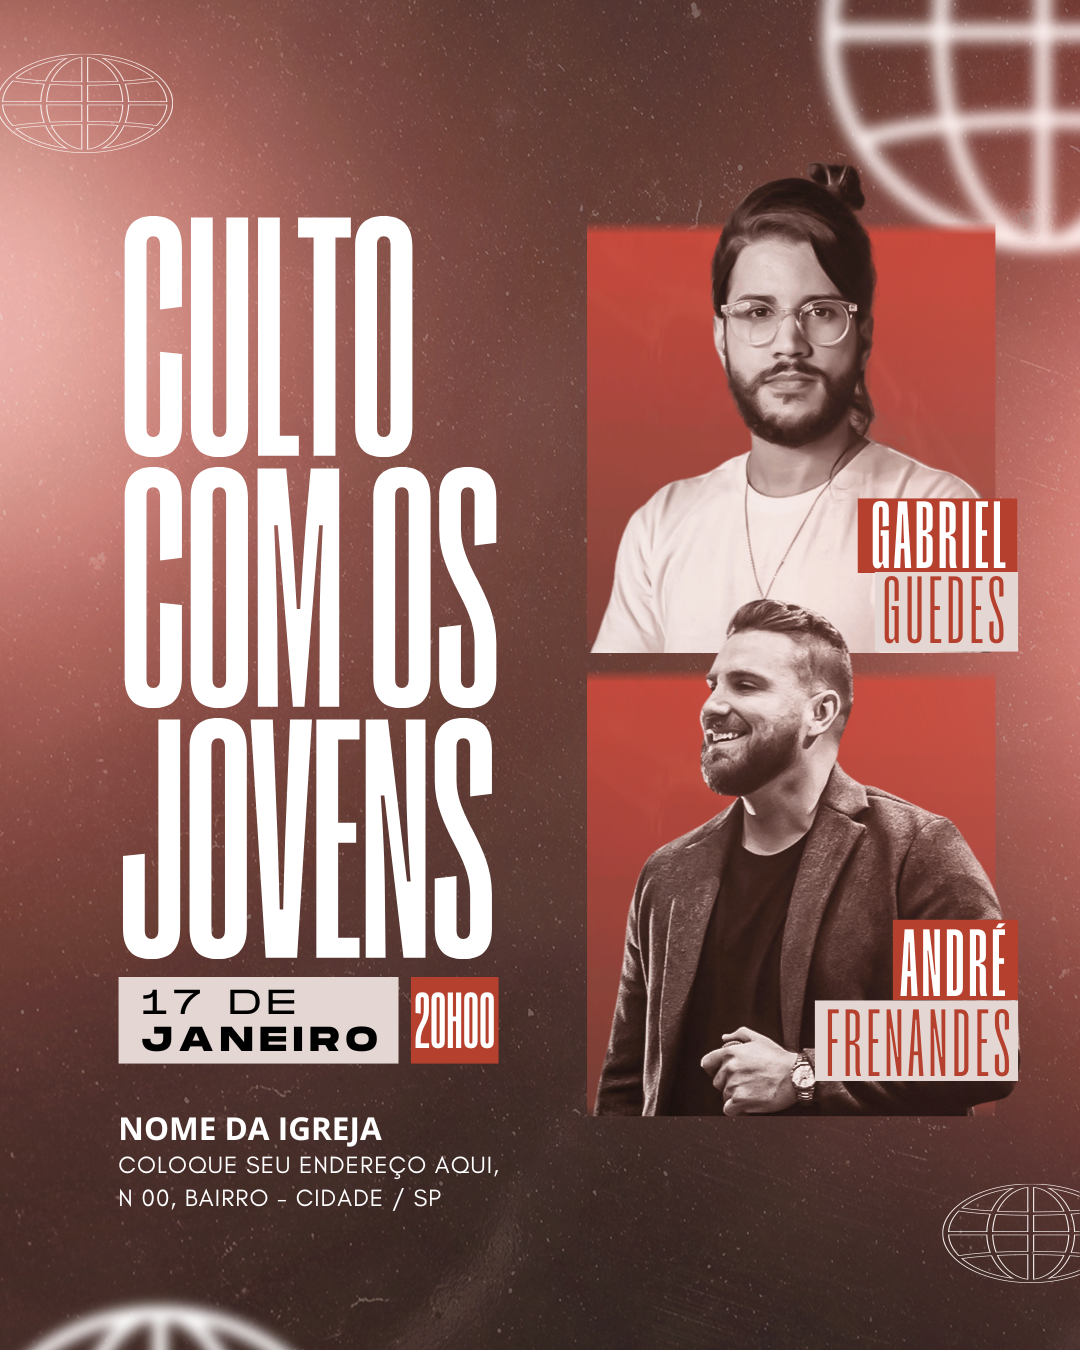 CULTO
COM OS
JOVENS
17 DE
JANEIRO
20H00
NOME DA IGREJA
COLOQUE SEU ENDEREÇO AQUI,
N 00, BAIRRO - CIDADE / SP
GABRIEL
GUEDES
ANDRÉ
FRENANDES